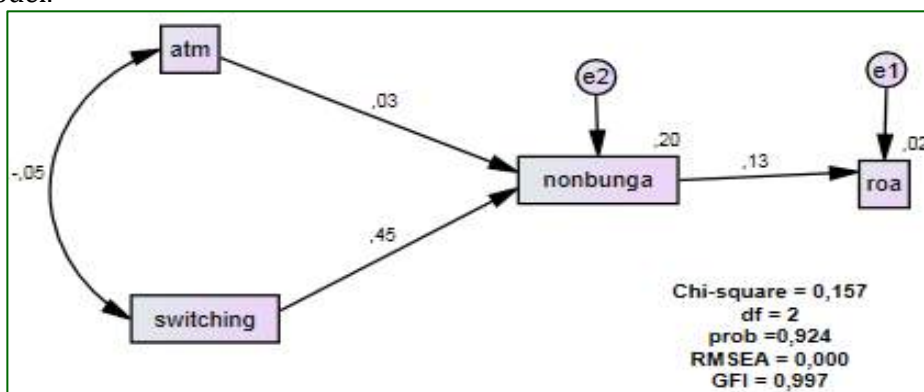 atm
e2
e1
,03
,20
,02
-,05
nonbunga
,13
roa
,45
switching
Chi-square = 0,157
df = 2
prob =0,924
RMSEA = 0,000
GFI = 0,997